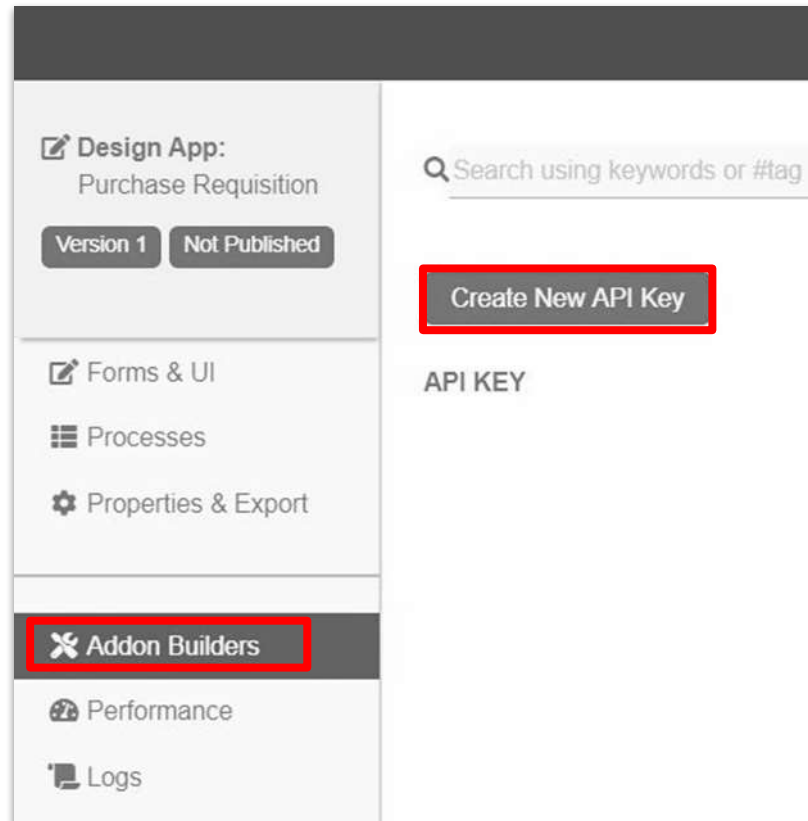 Design App:
Purchase Requisition
Version 1 Not Published
Forms & UI
Processes
Properties & Export
Addon Builders
Performance
Logs
Search using keywords or #tag
Create New API Key
API KEY